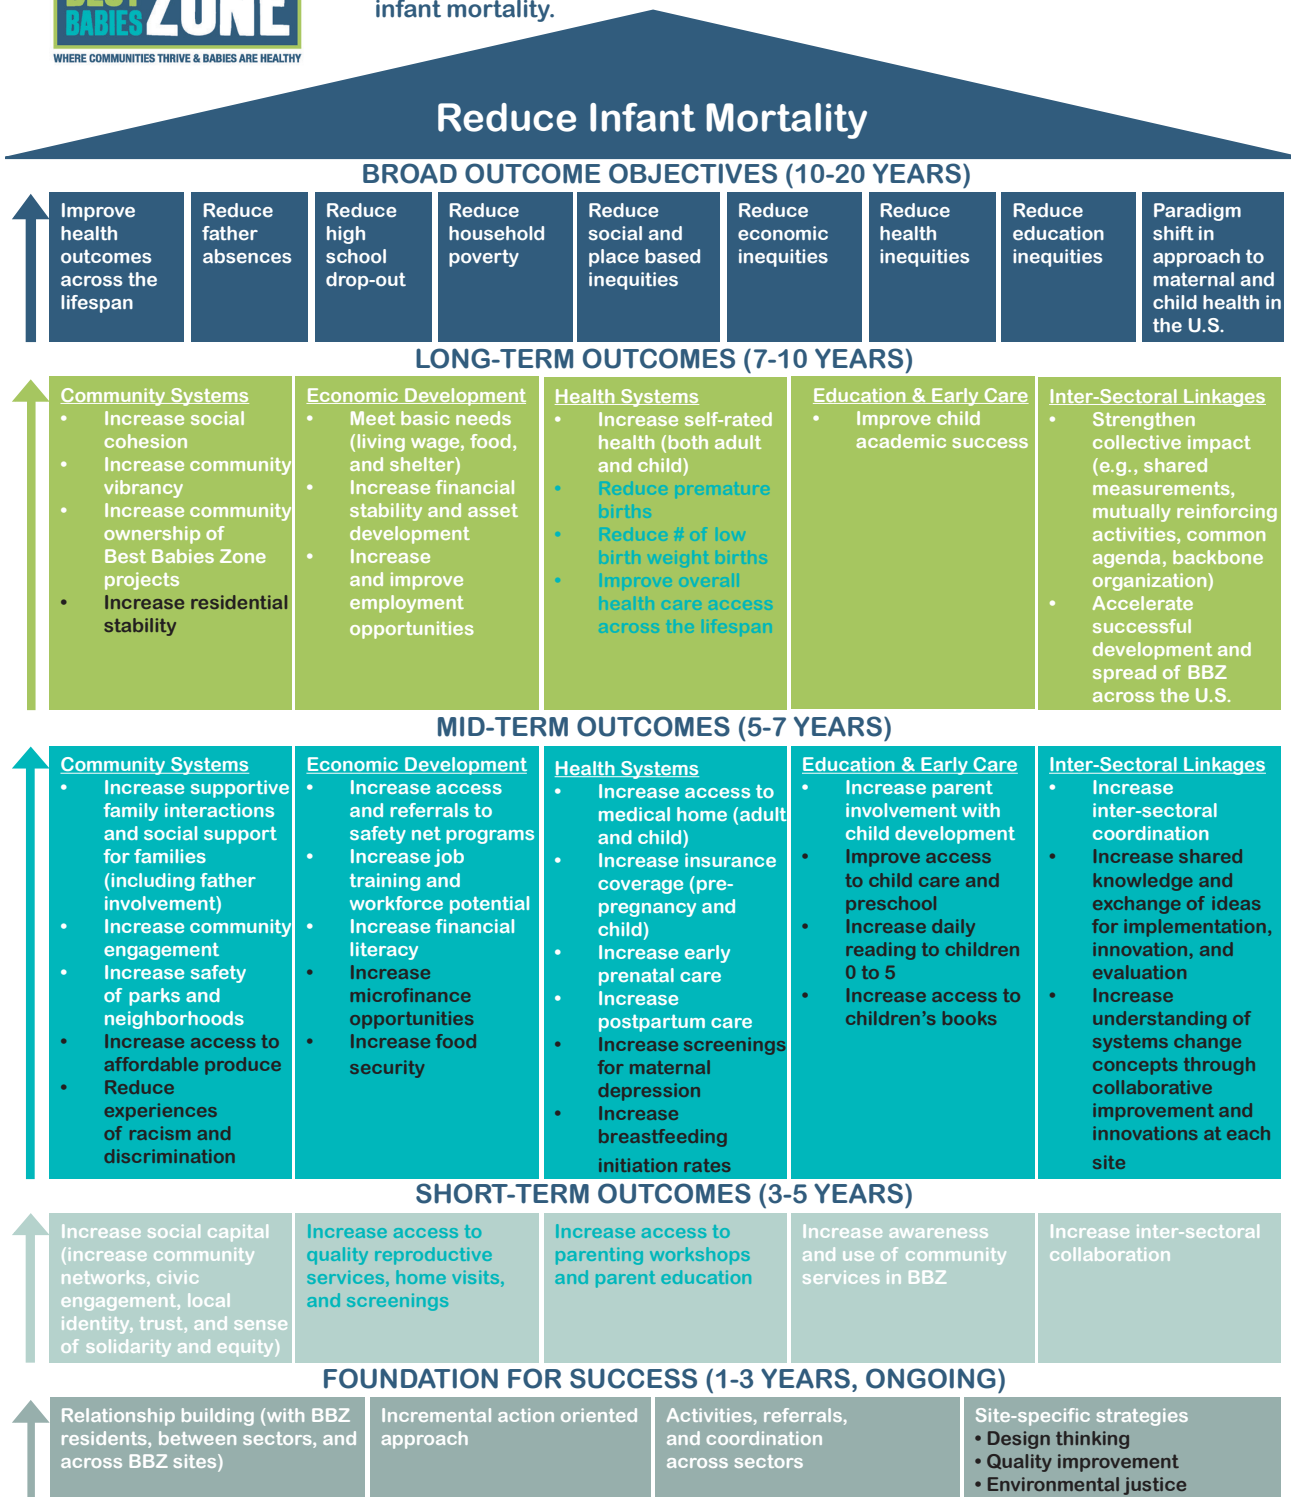 BEST
BABIES
ZONE
WHERE COMMUNITIES THRIVE & BABIES ARE HEALTHY
infant mortality.
Reduce Infant Mortality
BROAD OUTCOME OBJECTIVES (10-20 YEARS)
Improve
health
outcomes
across the
lifespan
Reduce
father
absences
Reduce
high
school
drop-out
Reduce
household
poverty
Reduce
social and
place based
inequities
Reduce
economic
inequities
Reduce
health
inequities
Reduce
education
inequities
Paradigm
shift in
approach to
maternal and
child health in
the U.S.
LONG-TERM OUTCOMES (7-10 YEARS)
Community Systems
• Increase social
cohesion
• Increase community
vibrancy
• Increase community
ownership of
Best Babies Zone
projects
• Increase residential
stability
Economic Development
• Meet basic needs
(living wage, food,
and shelter)
• Increase financial
stability and asset
development
• Increase
and improve
employment
opportunities
Health Systems
• Increase self-rated
health (both adult
and child)
• Reduce premature
births
• Reduce # of low
birth weight births
• Improve overall
health care access
across the lifespan
Education & Early Care
• Improve child
academic success
Inter-Sectoral Linkages
• Strengthen
collective impact
(e.g., shared
measurements,
mutually reinforcing
activities, common
agenda, backbone
organization)
• Accelerate
successful
development and
spread of BBZ
across the U.S.
MID-TERM OUTCOMES (5-7 YEARS)
Community Systems
• Increase supportive
family interactions
and social support
for families
(including father
involvement)
• Increase community
engagement
• Increase safety
of parks and
neighborhoods
• Increase access to
affordable produce
• Reduce
experiences
of racism and
discrimination
Economic Development
• Increase access
and referrals to
safety net programs
• Increase job
training and
workforce potential
• Increase financial
literacy
• Increase
microfinance
opportunities
• Increase food
security
Health Systems
• Increase access to
medical home (adult
and child)
• Increase insurance
coverage (pre-
pregnancy and
child)
• Increase early
prenatal care
• Increase
postpartum care
• Increase screenings
for maternal
depression
• Increase
breastfeeding
initiation rates
Education & Early Care
• Increase parent
involvement with
child development
• Improve access
to child care and
preschool
• Increase daily
reading to children
0 to 5
• Increase access to
children’s books
Inter-Sectoral Linkages
• Increase
inter-sectoral
coordination
• Increase shared
knowledge and
exchange of ideas
for implementation,
innovation, and
evaluation
• Increase
understanding of
systems change
concepts through
collaborative
improvement and
innovations at each
site
SHORT-TERM OUTCOMES (3-5 YEARS)
Increase social capital
(increase community
networks, civic
engagement, local
identity, trust, and sense
of solidarity and equity)
Increase access to
quality reproductive
services, home visits,
and screenings
Increase access to
parenting workshops
and parent education
Increase awareness
and use of community
services in BBZ
Increase inter-sectoral
collaboration
FOUNDATION FOR SUCCESS (1-3 YEARS, ONGOING)
Relationship building (with BBZ
residents, between sectors, and
across BBZ sites)
Incremental action oriented
approach
Activities, referrals,
and coordination
across sectors
Site-specific strategies
• Design thinking
• Quality improvement
• Environmental justice